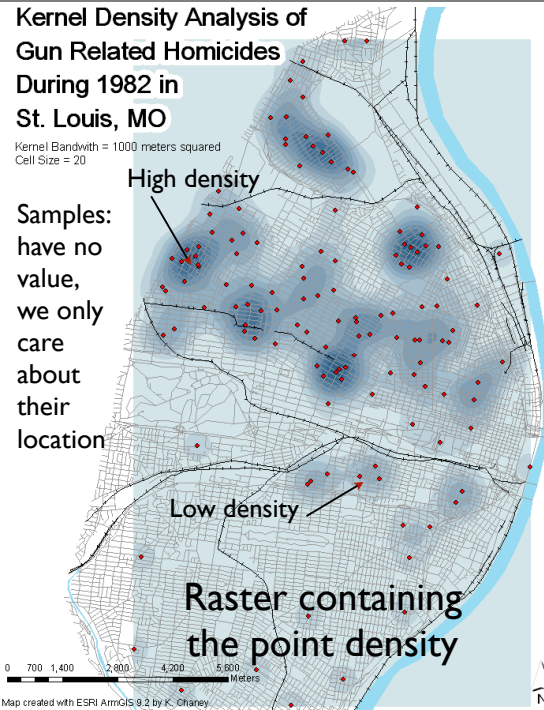 Kernel Density Analysis of
Gun Related Homicides
During 1982 in
St. Louis, MO
Kernel Bandwith = 1000 meters squared
Cell Size = 20
High density
Samples:
have no
value,
we only
care
about
their
location
Low density
Raster containing
the point density
0 700 1,400 2,800 4,200 5,600
Meters
Map created with ESRI ArmGIS 9.2 by K. Chaney
N